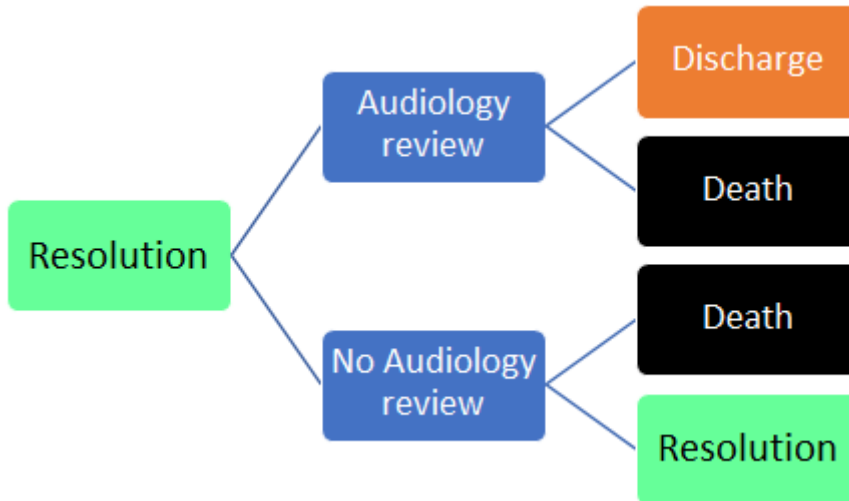 Resolution
Audiology
review
No Audiology
review
Discharge
Death
Death
Resolution